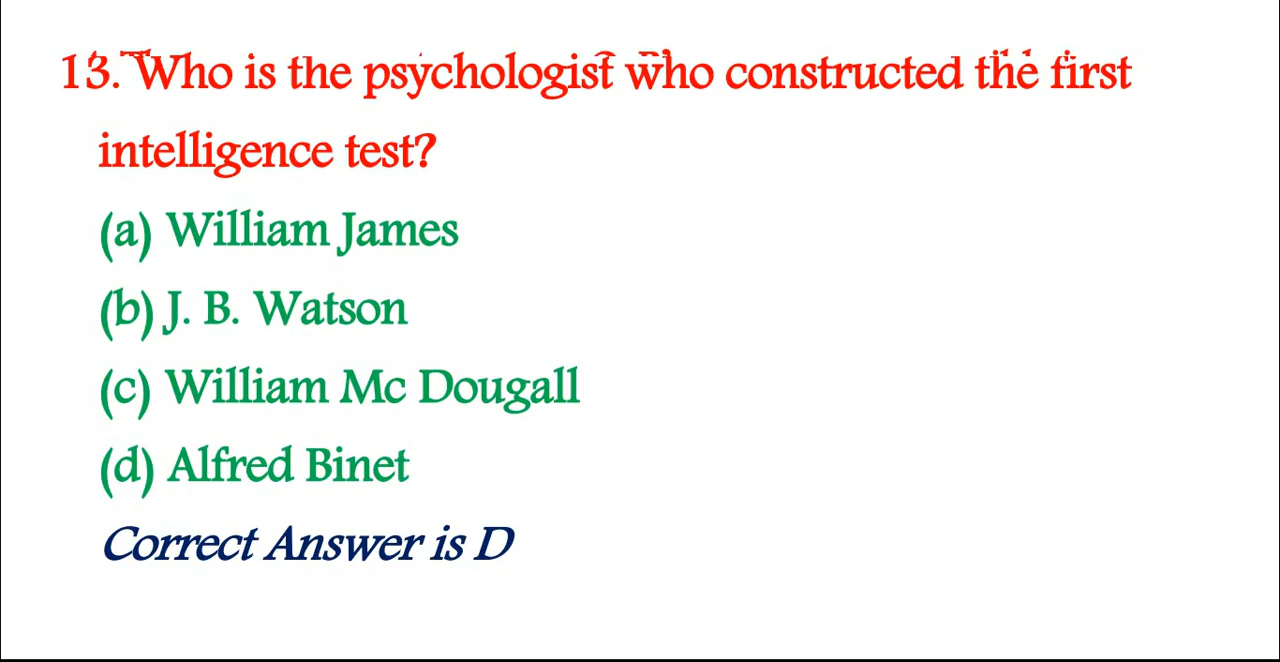 13. Who is the psychologist who constructed the first
intelligence test?
(a) William James
(b) J. B. Watson
(c) William Mc Dougall
(d) Alfred Binet
Correct Answer is D